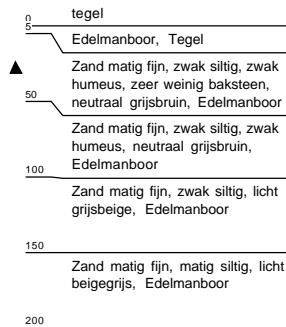 0
tegel
5
Edelmanboor, Tegel
Zand matig fijn, zwak siltig, zwak
humeus, zeer weinig baksteen,
neutraal grijsbruin, Edelmanboor
50
Zand matig fijn, zwak siltig, zwak
humeus, neutraal grijsbruin,
Edelmanboor
100
Zand matig fijn, zwak siltig, licht
grijsbeige, Edelmanboor
150
Zand matig fijn, matig siltig, licht
beigegrijs, Edelmanboor
200